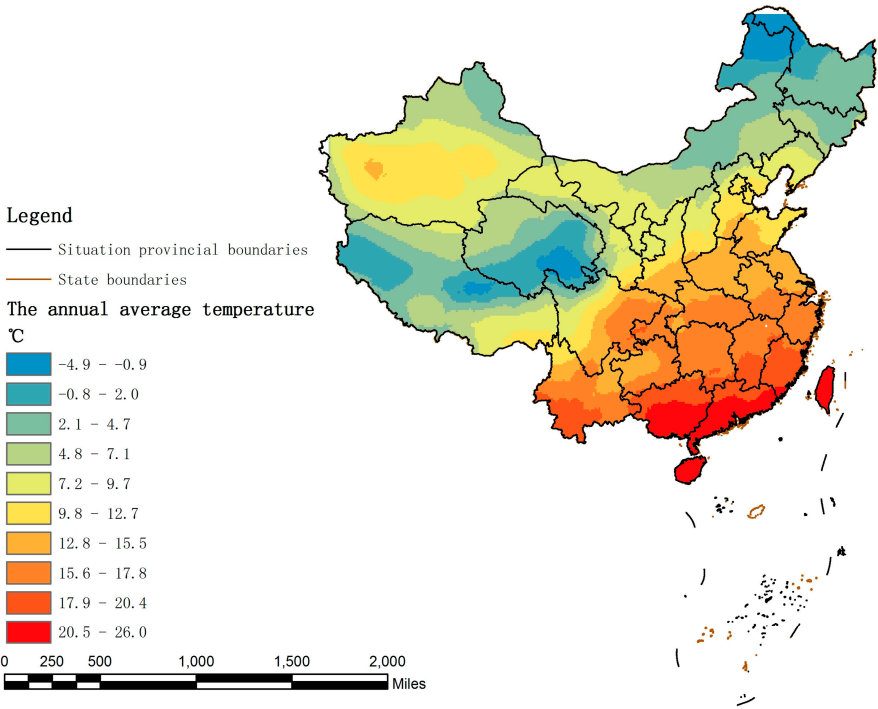 Legend
Situation provincial boundaries
State boundaries
The annual average temperature
℃
-4.9 - -0.9
-0.8 - 2.0
2.1 - 4.7
4.8 - 7.1
7.2 - 9.7
9.8 - 12.7
12.8 - 15.5
15.6 - 17.8
17.9 - 20.4
20.5 - 26.0
0 250 500 1,000 1,500 2,000
Miles